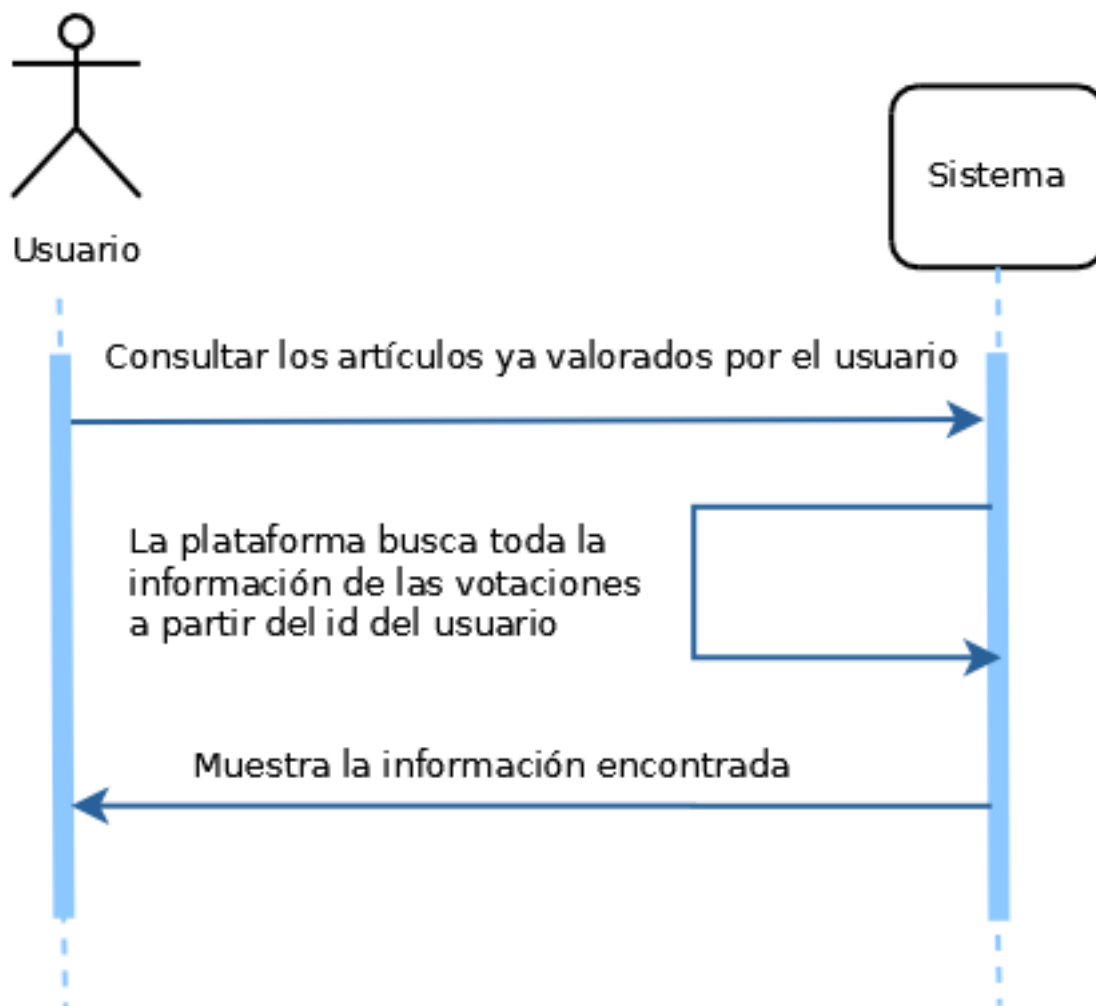 Usuario
Sistema
Consultar los artículos ya valorados por el usuario
La plataforma busca toda la
información de las votaciones
a partir del id del usuario
Muestra la información encontrada